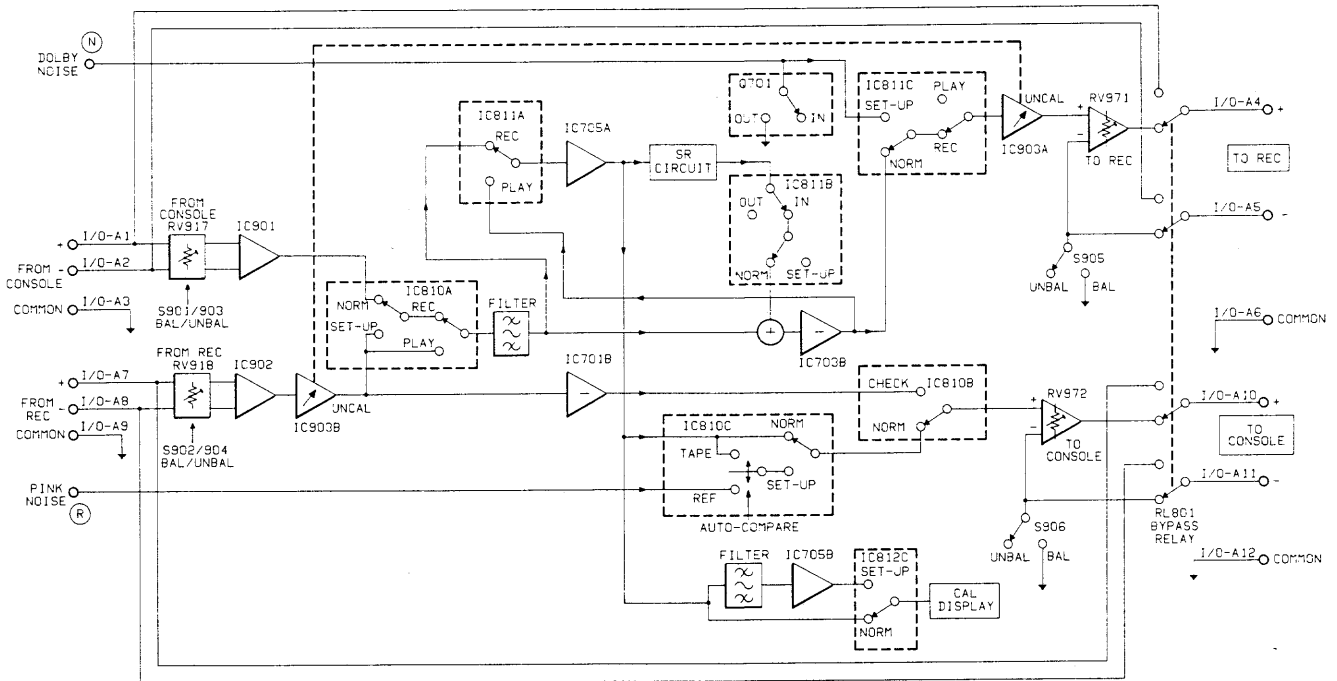 DOLBY NOISE
N
FROM CONSOLE
RV917
I/O-A1
+
I/O-A2
FROM -
CONSOLE
I/O-A3
COMMON
S901/903
BAL/UNBAL
IC901
FROM REC
RV918
I/O-A7
+
I/O-A8
FROM -
REC
I/O-A9
COMMON
S902/904
BAL/UNBAL
IC902
IC903B
UNCAL
PINK NOISE
R
IC810A
NORM
REC
SET-UP
PLAY
FILTER
IC811A
REC
PLAY
IC705A
SR CIRCUIT
Q701
OUT
IN
IC811B
OUT
IN
NORM
SET-UP
+
-
IC703B
IC701B
-
IC811C
PLAY
SET-UP
NORM
REC
UNCAL
IC903A
RV971
+
-
TO REC
I/O-A4
+
TO REC
I/O-A5
-
S905
UNBAL
BAL
I/O-A6
COMMON
CHECK
IC810B
NORM
IC810C
NORM
TAPE
SET-UP
REF
AUTO-COMPARE
RV972
+
-
TO CONSOLE
I/O-A10
+
TO CONSOLE
I/O-A11
-
RL801
BYPASS
RELAY
S906
UNBAL
BAL
I/O-A12
COMMON
FILTER
IC705B
IC812C
SET-UP
NORM
CAL DISPLAY